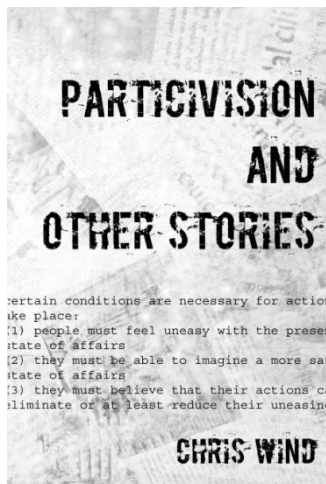 PARTICIVISION
AND
OTHER STORIES
certain conditions are necessary for action
ake place:
(1) people must feel uneasy with the prese
state of affairs
(2) they must be able to imagine a more sa
state of affairs
(3) they must believe that their actions ca
eliminate or at least reduce their uneasin
CHRIS WIND